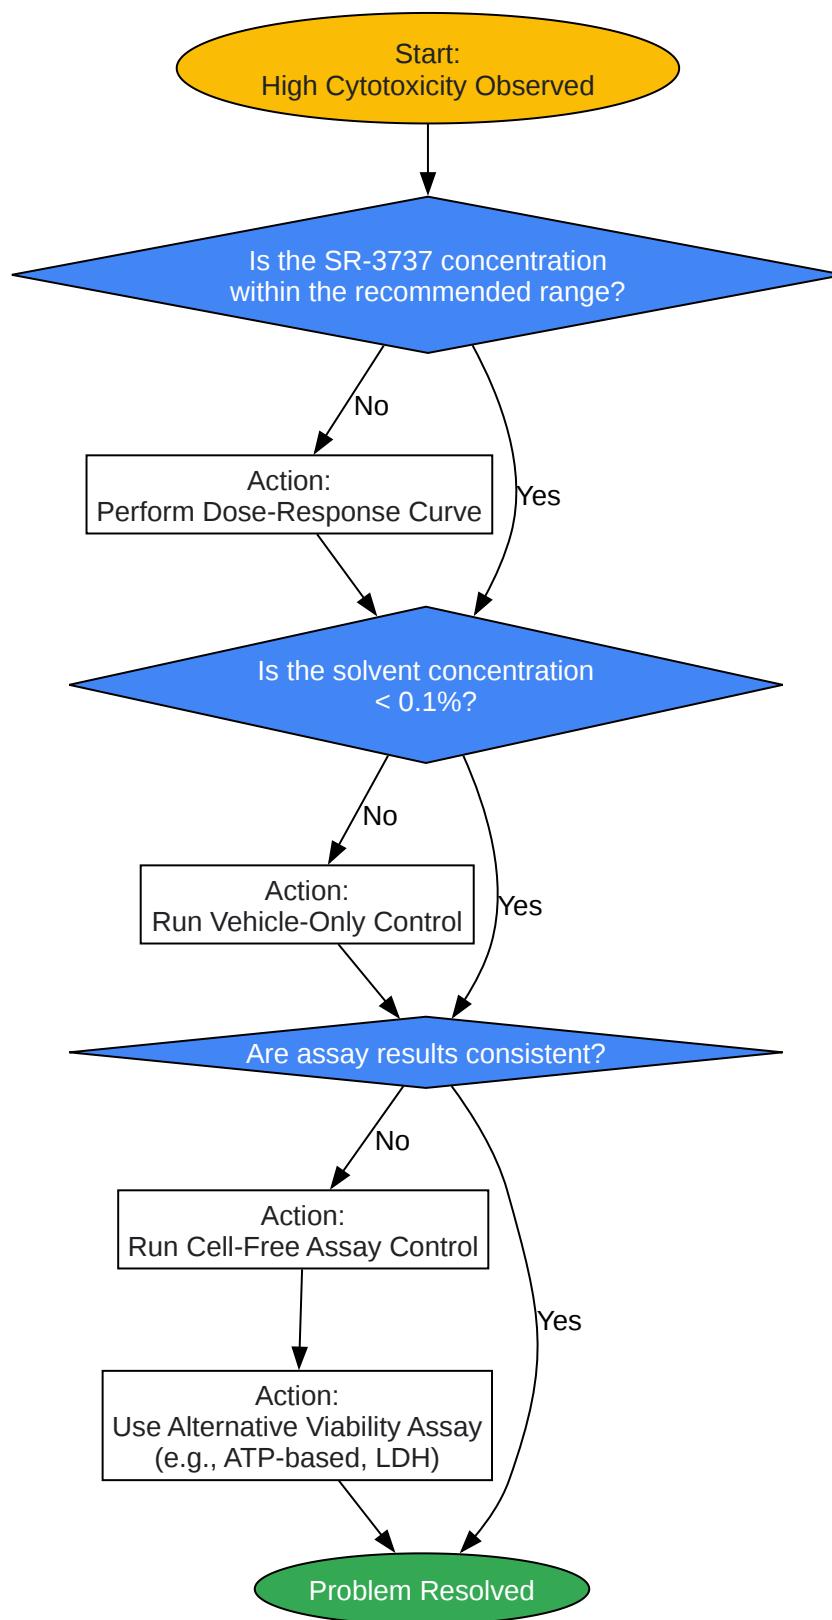 Start:
High Cytotoxicity Observed
Is the SR-3737 concentration
within the recommended range?
No
Action:
Perform Dose-Response Curve
Yes
Is the solvent concentration
< 0.1%?
No
Action:
Run Vehicle-Only Control
Yes
Are assay results consistent?
No
Action:
Run Cell-Free Assay Control
Yes
Action:
Use Alternative Viability Assay
(e.g., ATP-based, LDH)
Problem Resolved